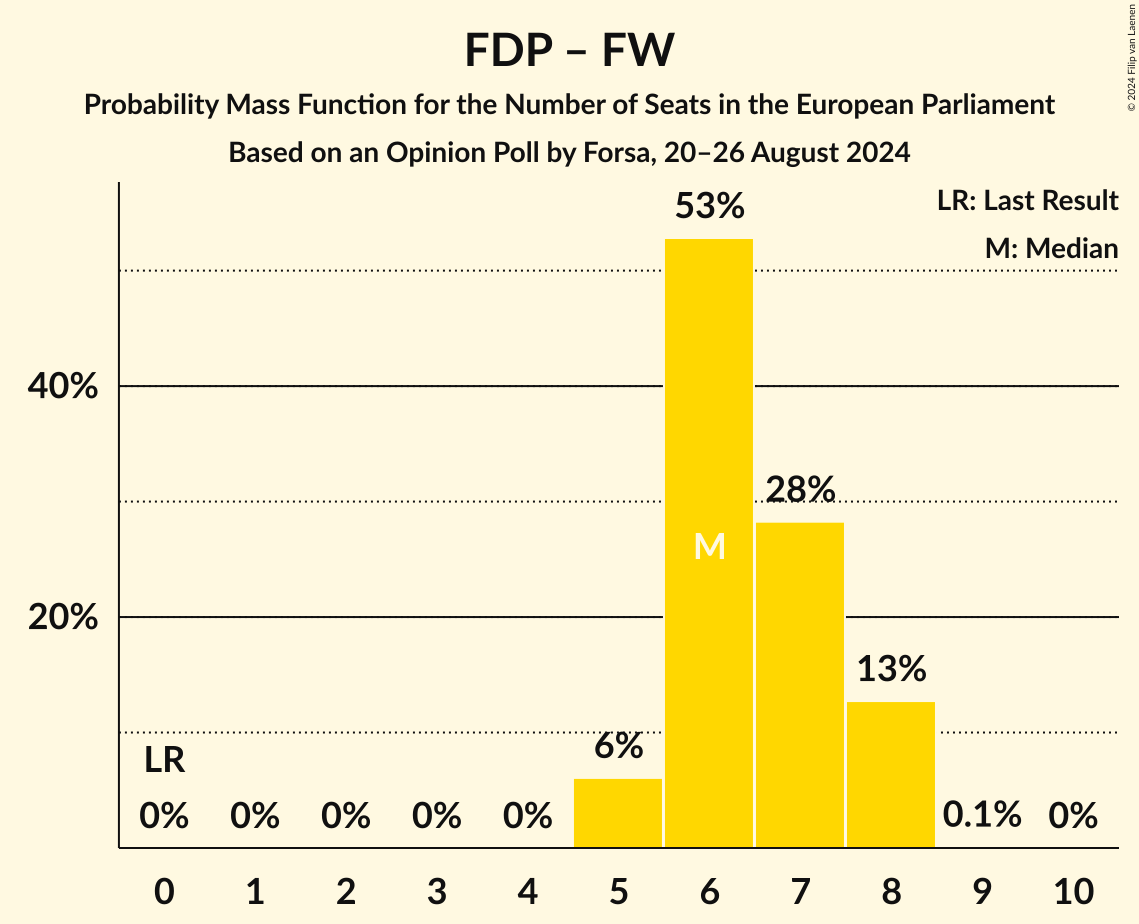 FDP – FW
Probability Mass Function for the Number of Seats in the European Parliament
Based on an Opinion Poll by Forsa, 20–26 August 2024
© 2024 Filip van Laenen
LR: Last Result
M: Median
53%
40%
28%
M
20%
13%
6%
LR
0% 0% 0% 0% 0% 0.1% 0%
0 1 2 3 4 5 6 7 8 9 10